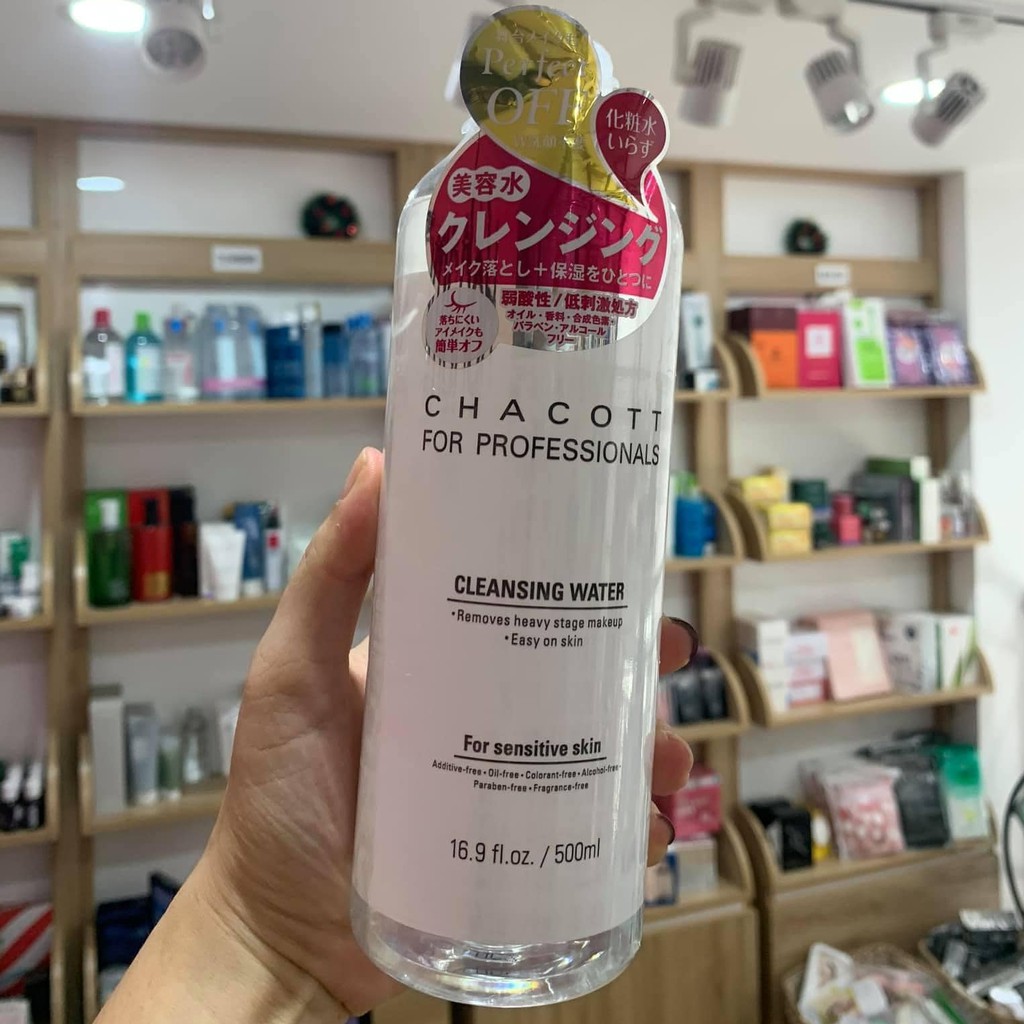 Perfect
OFF
化粧水
いらず
美容水
クレンジング
メイク落とし+保湿をひとつに
落ちにくい
アイメイクも
簡単オフ
弱酸性/低刺激処方
オイル・香料・合成色素・
パラベン・アルコール
フリー
CHACOTT
FOR PROFESSIONALS
CLEANSING WATER
•Removes heavy stage makeup
•Easy on skin
For sensitive skin
Additive-free•Oil-free•Colorant-free•Alcohol-free•
Paraben-free•Fragrance-free
16.9 fl.oz. / 500ml